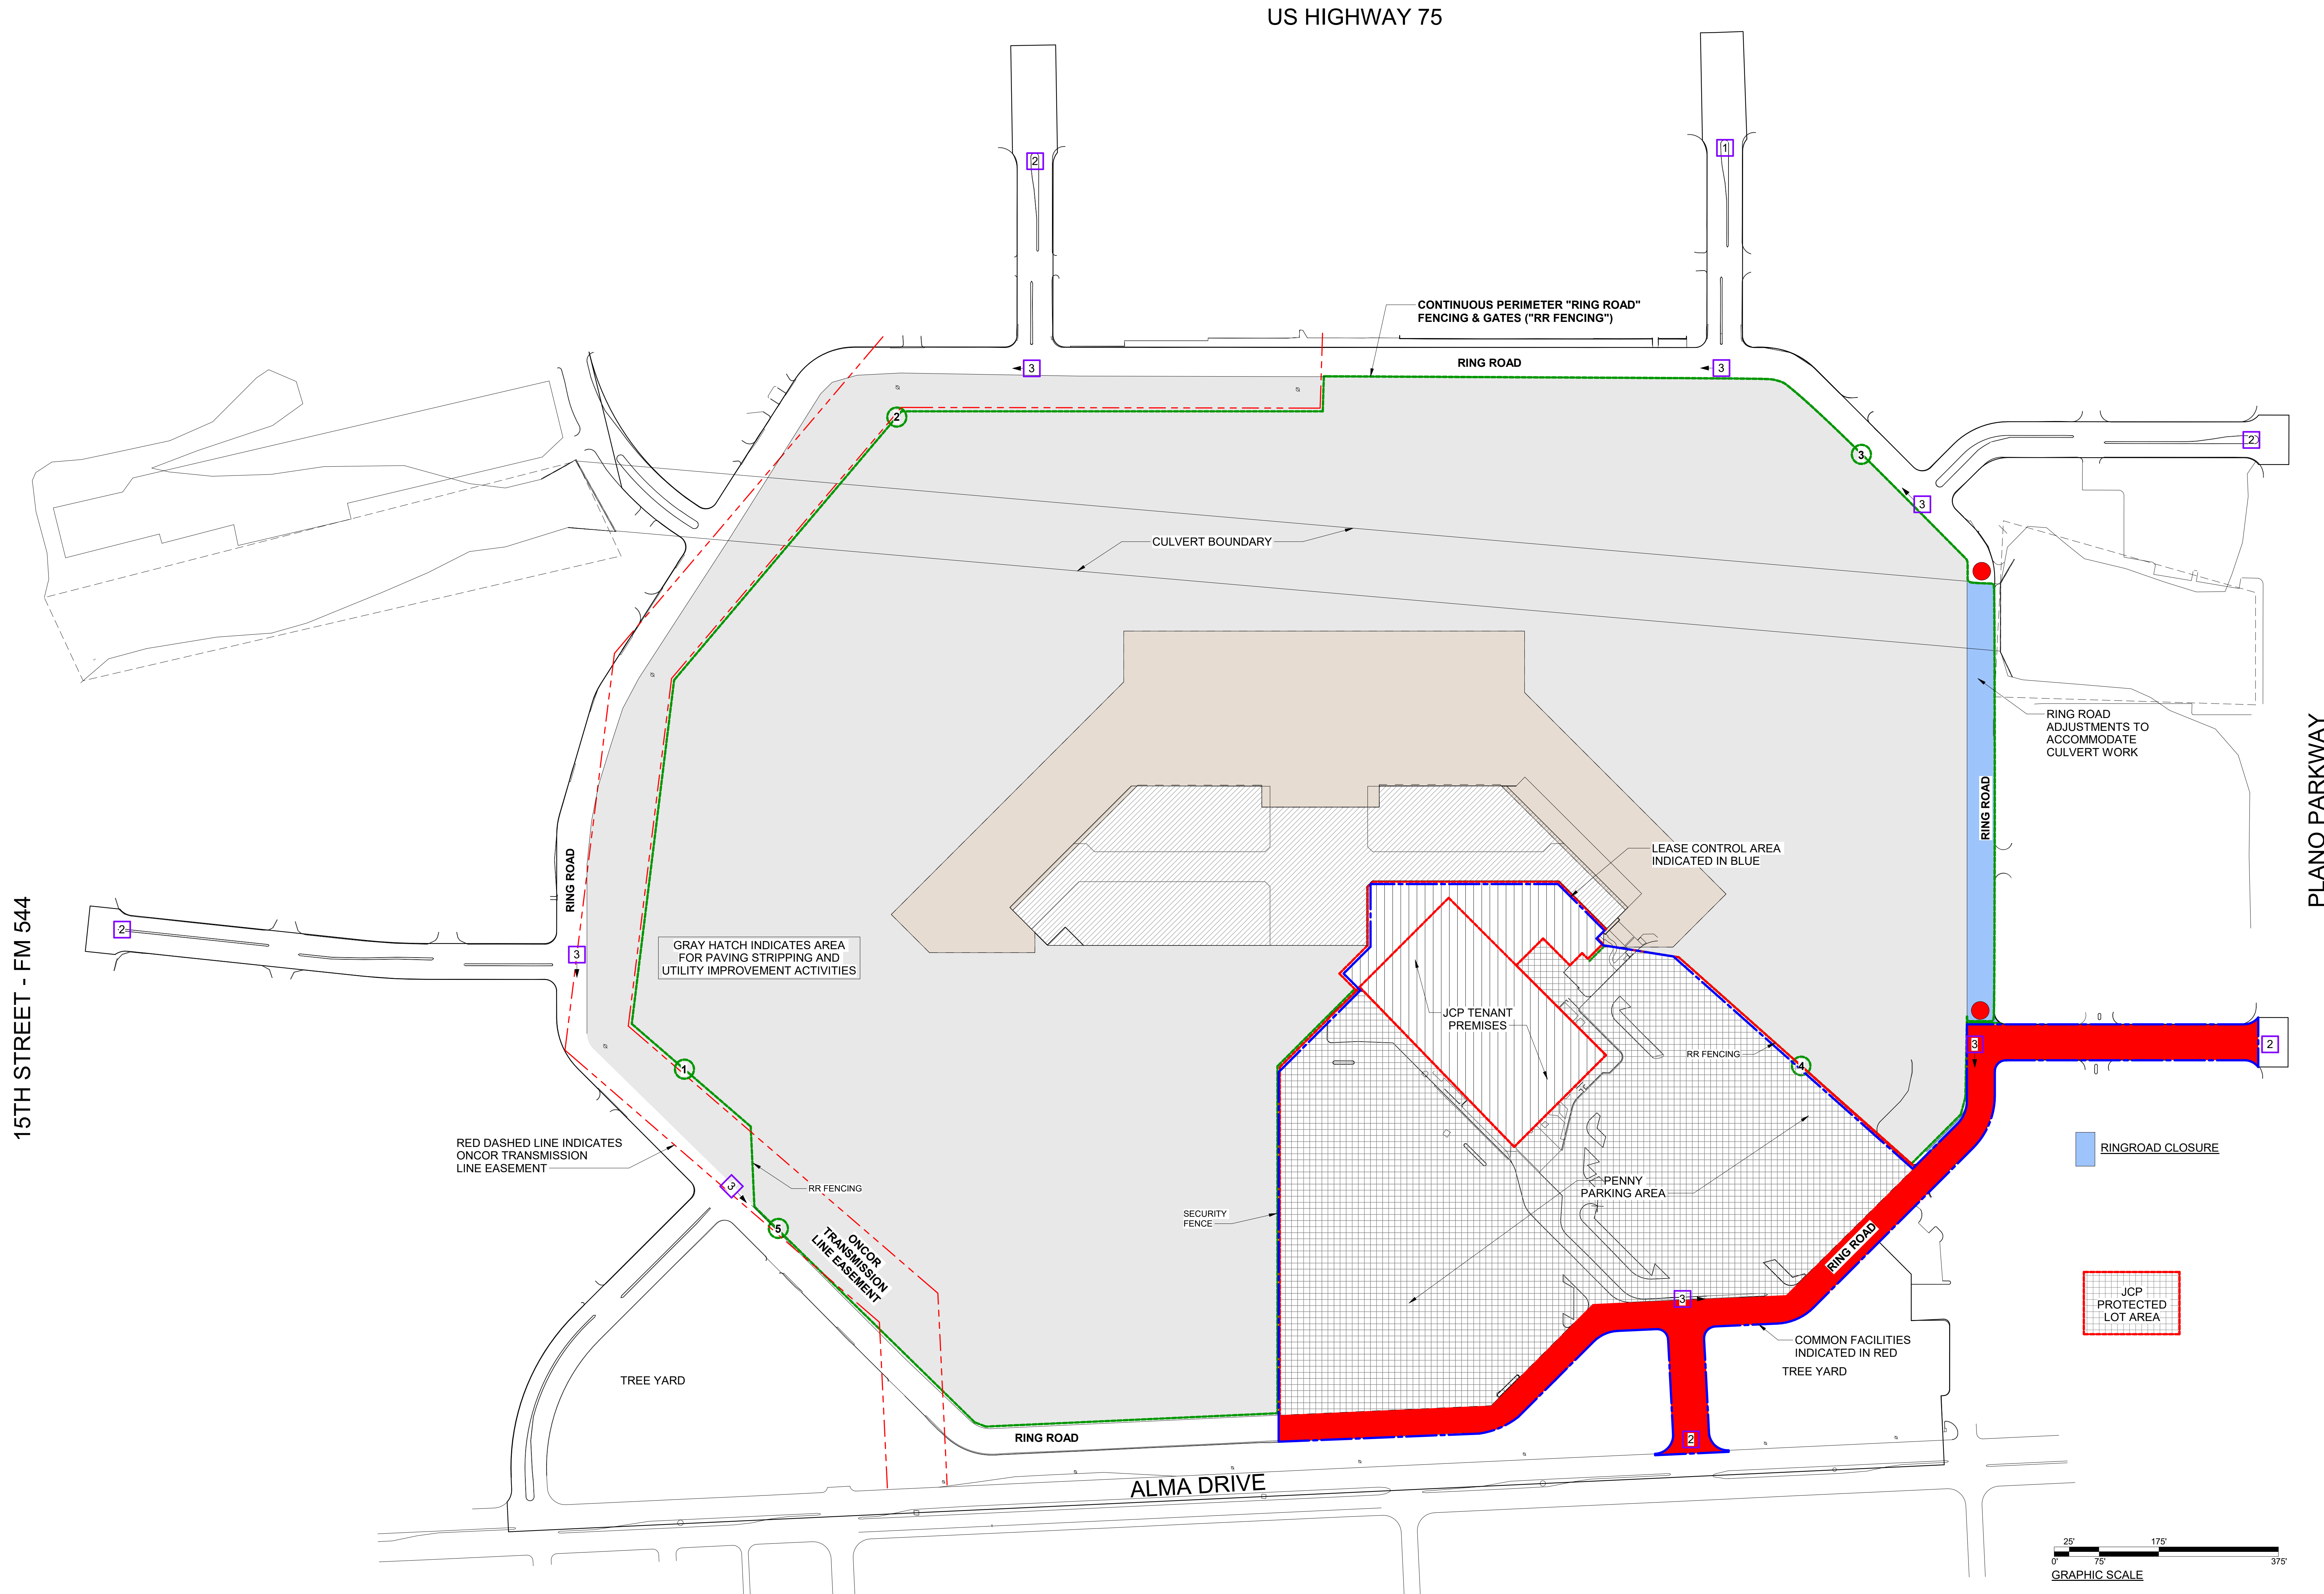 US HIGHWAY 75
2
1
CONTINUOUS PERIMETER "RING ROAD"
FENCING & GATES ("RR FENCING")
RING ROAD
3
3
2
3
2
3
CULVERT BOUNDARY
RING ROAD
ADJUSTMENTS TO
ACCOMMODATE
CULVERT WORK
PLANO PARKWAY
RING ROAD
LEASE CONTROL AREA
INDICATED IN BLUE
RING ROAD
15TH STREET - FM 544
2
3
GRAY HATCH INDICATES AREA
FOR PAVING STRIPPING AND
UTILITY IMPROVEMENT ACTIVITIES
JCP TENANT
PREMISES
RR FENCING
3
2
1
4
RED DASHED LINE INDICATES
ONCOR TRANSMISSION
LINE EASEMENT
RINGROAD CLOSURE
3
RR FENCING
PENNY
PARKING AREA
SECURITY
FENCE
5
ONCOR
TRANSMISSION
LINE EASEMENT
RING ROAD
3
JCP
PROTECTED
LOT AREA
COMMON FACILITIES
INDICATED IN RED
TREE YARD
TREE YARD
RING ROAD
2
ALMA DRIVE
25'
175'
0'
75'
375'
GRAPHIC SCALE